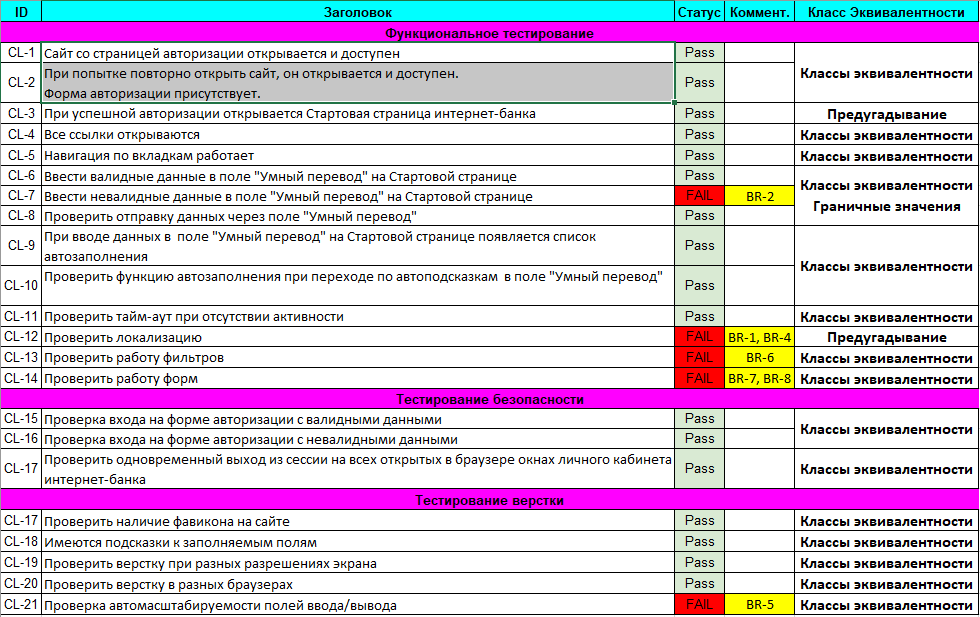 ID Заголовок Статус Коммент. Класс Эквивалентности
Функциональное тестирование
CL-1 Сайт со страницей авторизации открывается и доступен Pass
Классы эквивалентности
CL-2 При попытке повторно открыть сайт, он открывается и доступен.
Форма авторизации присутствует. Pass
CL-3 При успешной авторизации открывается Стартовая страница интернет-банка Pass Предугадывание
CL-4 Все ссылки открываются Pass Классы эквивалентности
CL-5 Навигация по вкладкам работает Pass Классы эквивалентности
CL-6 Ввести валидные данные в поле "Умный перевод" на Стартовой странице Pass
Классы эквивалентности
CL-7 Ввести невалидные данные в поле "Умный перевод" на Стартовой странице FAIL BR-2
Граничные значения
CL-8 Проверить отправку данных через поле "Умный перевод" Pass
CL-9 При вводе данных в поле "Умный перевод" на Стартовой странице появляется список
автозаполнения Pass
Классы эквивалентности
CL-10 Проверить функцию автозаполнения при переходе по автоподсказкам в поле "Умный перевод" Pass
CL-11 Проверить тайм-аут при отсутствии активности Pass Классы эквивалентности
CL-12 Проверить локализацию FAIL BR-1, BR-4 Предугадывание
CL-13 Проверить работу фильтров FAIL BR-6 Классы эквивалентности
CL-14 Проверить работу форм FAIL BR-7, BR-8 Классы эквивалентности
Тестирование безопасности
CL-15 Проверка входа на форме авторизации с валидными данными Pass
Классы эквивалентности
CL-16 Проверка входа на форме авторизации с невалидными данными Pass
CL-17 Проверить одновременный выход из сессии на всех открытых в браузере окнах личного кабинета
интернет-банка Pass Классы эквивалентности
Тестирование верстки
CL-17 Проверить наличие фавикона на сайте Pass Классы эквивалентности
CL-18 Имеются подсказки к заполняемым полям Pass Классы эквивалентности
CL-19 Проверить верстку при разных разрешениях экрана Pass Классы эквивалентности
CL-20 Проверить верстку в разных браузерах Pass Классы эквивалентности
CL-21 Проверка автомасштабируемости полей ввода/вывода FAIL BR-5 Классы эквивалентности